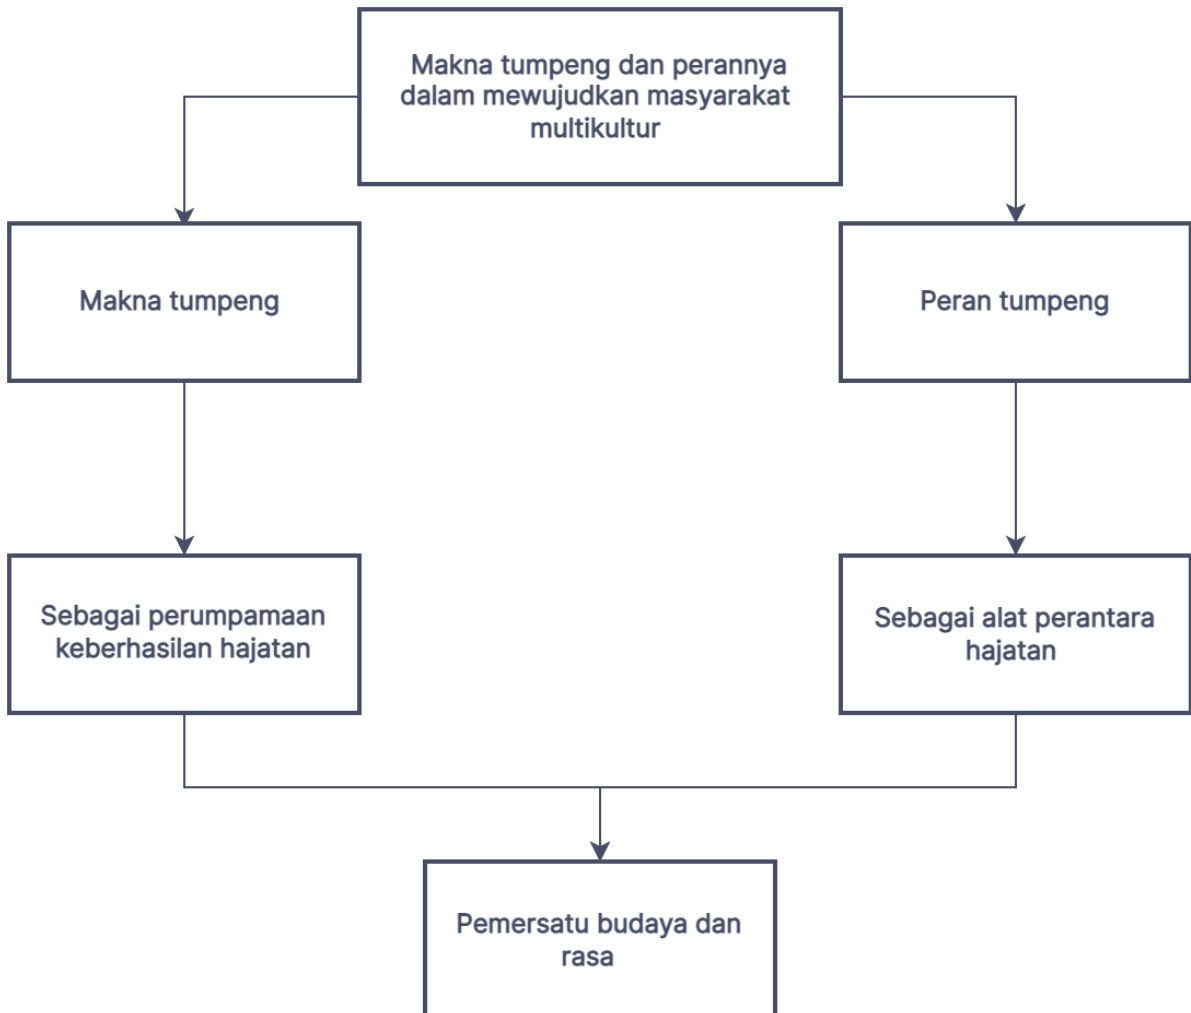 Makna tumpeng dan perannya
dalam mewujudkan masyarakat
multikultur
Makna tumpeng
Peran tumpeng
Sebagai perumpamaan
keberhasilan hajatan
Sebagai alat perantara
hajatan
Pemersatu budaya dan
rasa